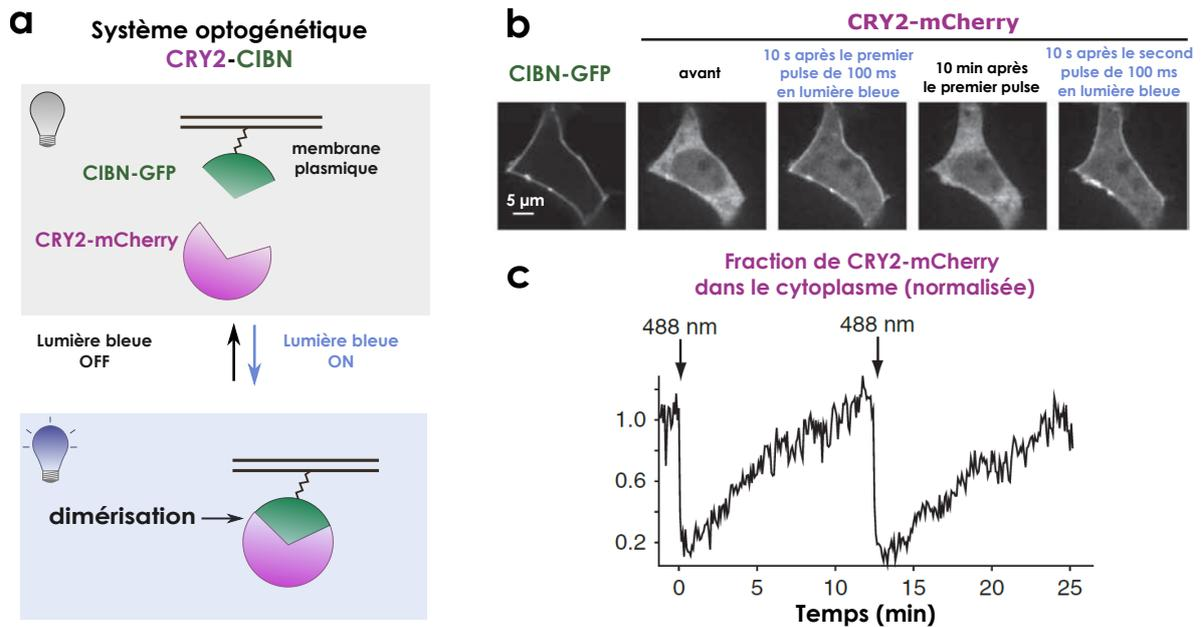 a
Système optogénétique
CRY2-CIBN
CIBN-GFP
membrane
plasmique
CRY2-mCherry
Lumière bleue
OFF
Lumière bleue
ON
dimérisation
b
CRY2-mCherry
CIBN-GFP
avant
10 s après le premier
pulse de 100 ms
en lumière bleue
10 min après
le premier pulse
10 s après le second
pulse de 100 ms
en lumière bleue
5 µm
c
Fraction de CRY2-mCherry
dans le cytoplasme (normalisée)
488 nm
488 nm
1.0
0.6
0.2
0
5
10
15
20
25
Temps (min)